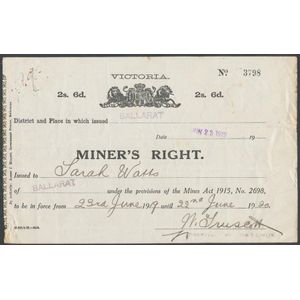 VICTORIA.
No 3798
2s. 6d. 2s. 6d.
District and Place in which issued BALLARAT
Date 19
MINER'S RIGHT.
Issued to Sarah Watts
BALLARAT
of under the provisions of the Mines Act 1915, No. 2698,
to be in force from 23rd June 1919 until 22nd June 1920.